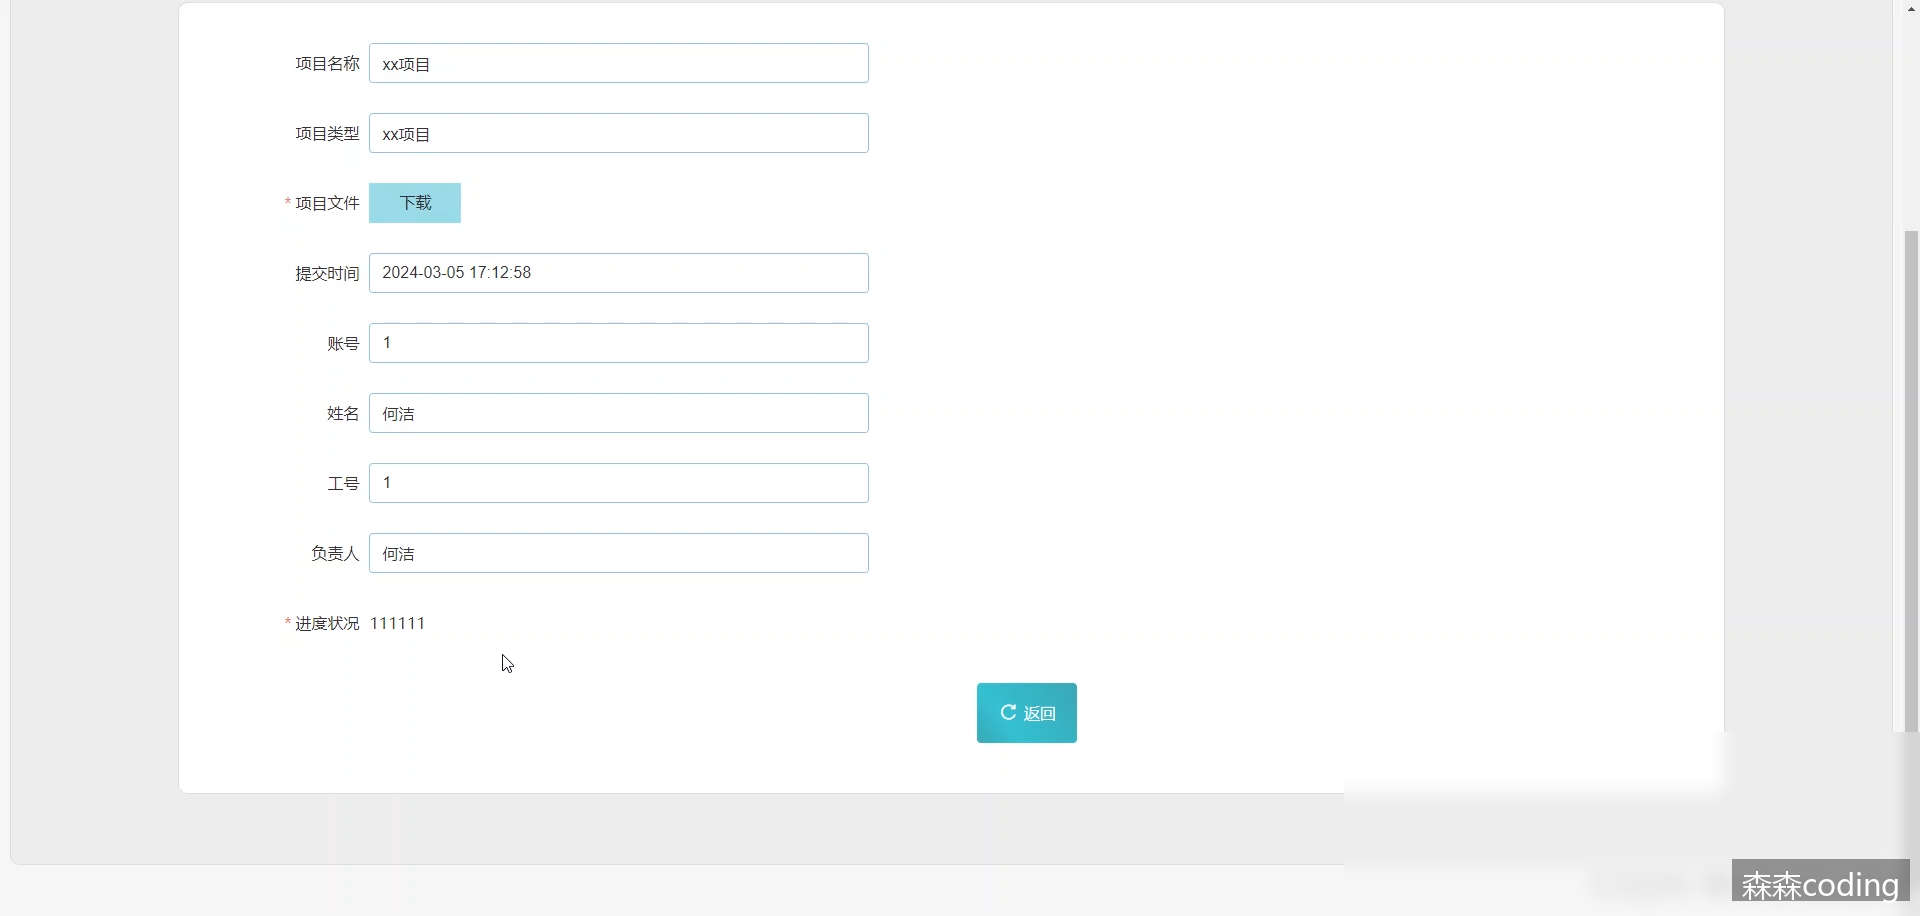 项目名称 xx项目
项目类型 xx项目
* 项目文件 下载
提交时间 2024-03-05 17:12:58
账号 1
姓名 何洁
工号 1
负责人 何洁
* 进度状况 111111
返回
森森coding